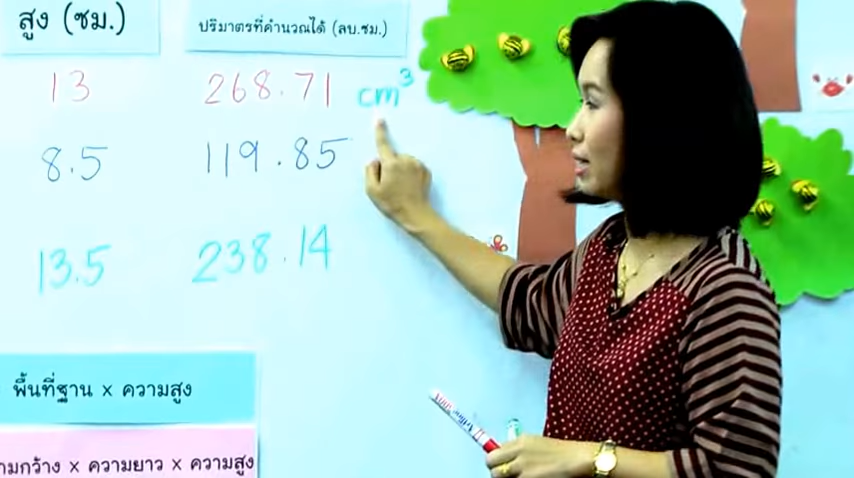 สูง (ซม.) ปริมาตรที่คำนวณได้ (ลบ.ซม.)
13 268.71 cm³
8.5 119.85
13.5 238.14
พื้นที่ฐาน x ความสูง
ามกว้าง x ความยาว x ความสูง